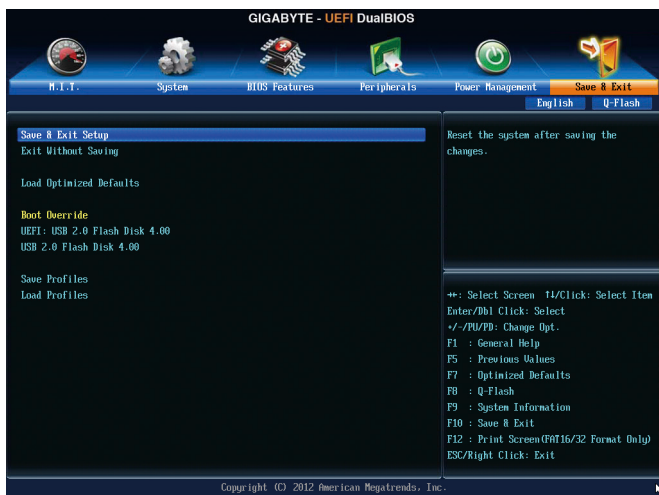 GIGABYTE - UEFI DualBIOS
M.I.T.
System
BIOS Features
Peripherals
Power Management
Save & Exit
English
Q-Flash
Save & Exit Setup
Exit Without Saving
Load Optimized Defaults
Boot Override
UEFI: USB 2.0 Flash Disk 4.00
USB 2.0 Flash Disk 4.00
Save Profiles
Load Profiles
Reset the system after saving the
changes.
→←: Select Screen ↑↓/Click: Select Item
Enter/Dbl Click: Select
+/-/PU/PD: Change Opt.
F1 : General Help
F5 : Previous Values
F7 : Optimized Defaults
F8 : Q-Flash
F9 : System Information
F10 : Save & Exit
F12 : Print Screen(FAT16/32 Format Only)
ESC/Right Click: Exit
Copyright (C) 2012 American Megatrends, Inc.